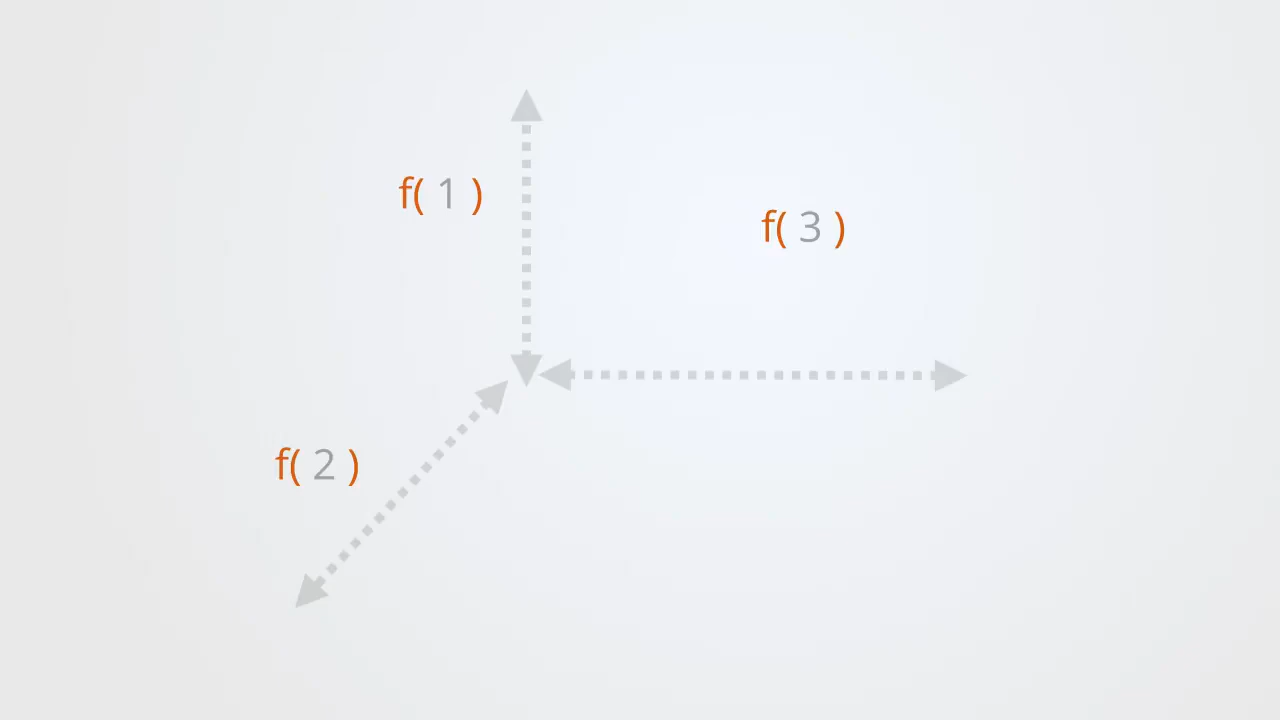 f( 1 )
f( 3 )
f( 2 )